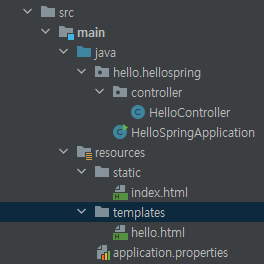 src
main
java
hello.hellospring
controller
HelloController
HelloSpringApplication
resources
static
index.html
templates
hello.html
application.properties